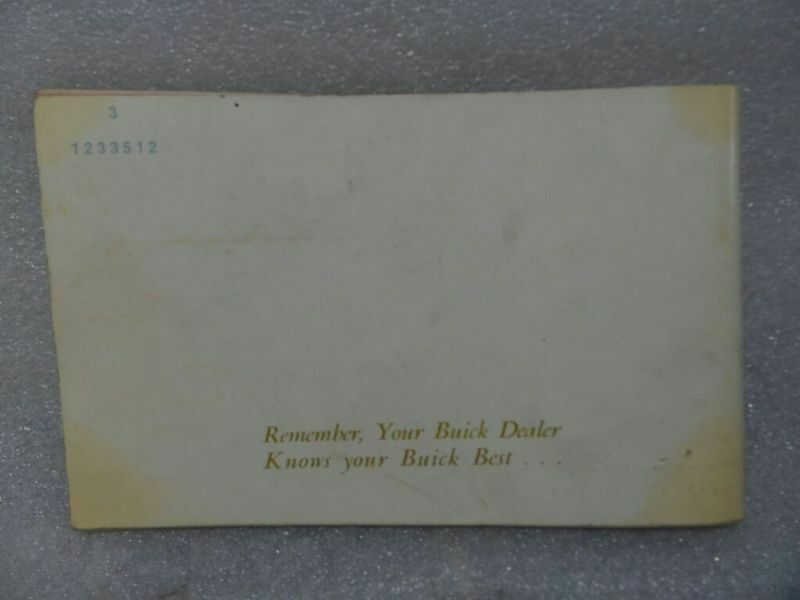 3
1233512
Remember, Your Buick Dealer
Knows your Buick Best . . .